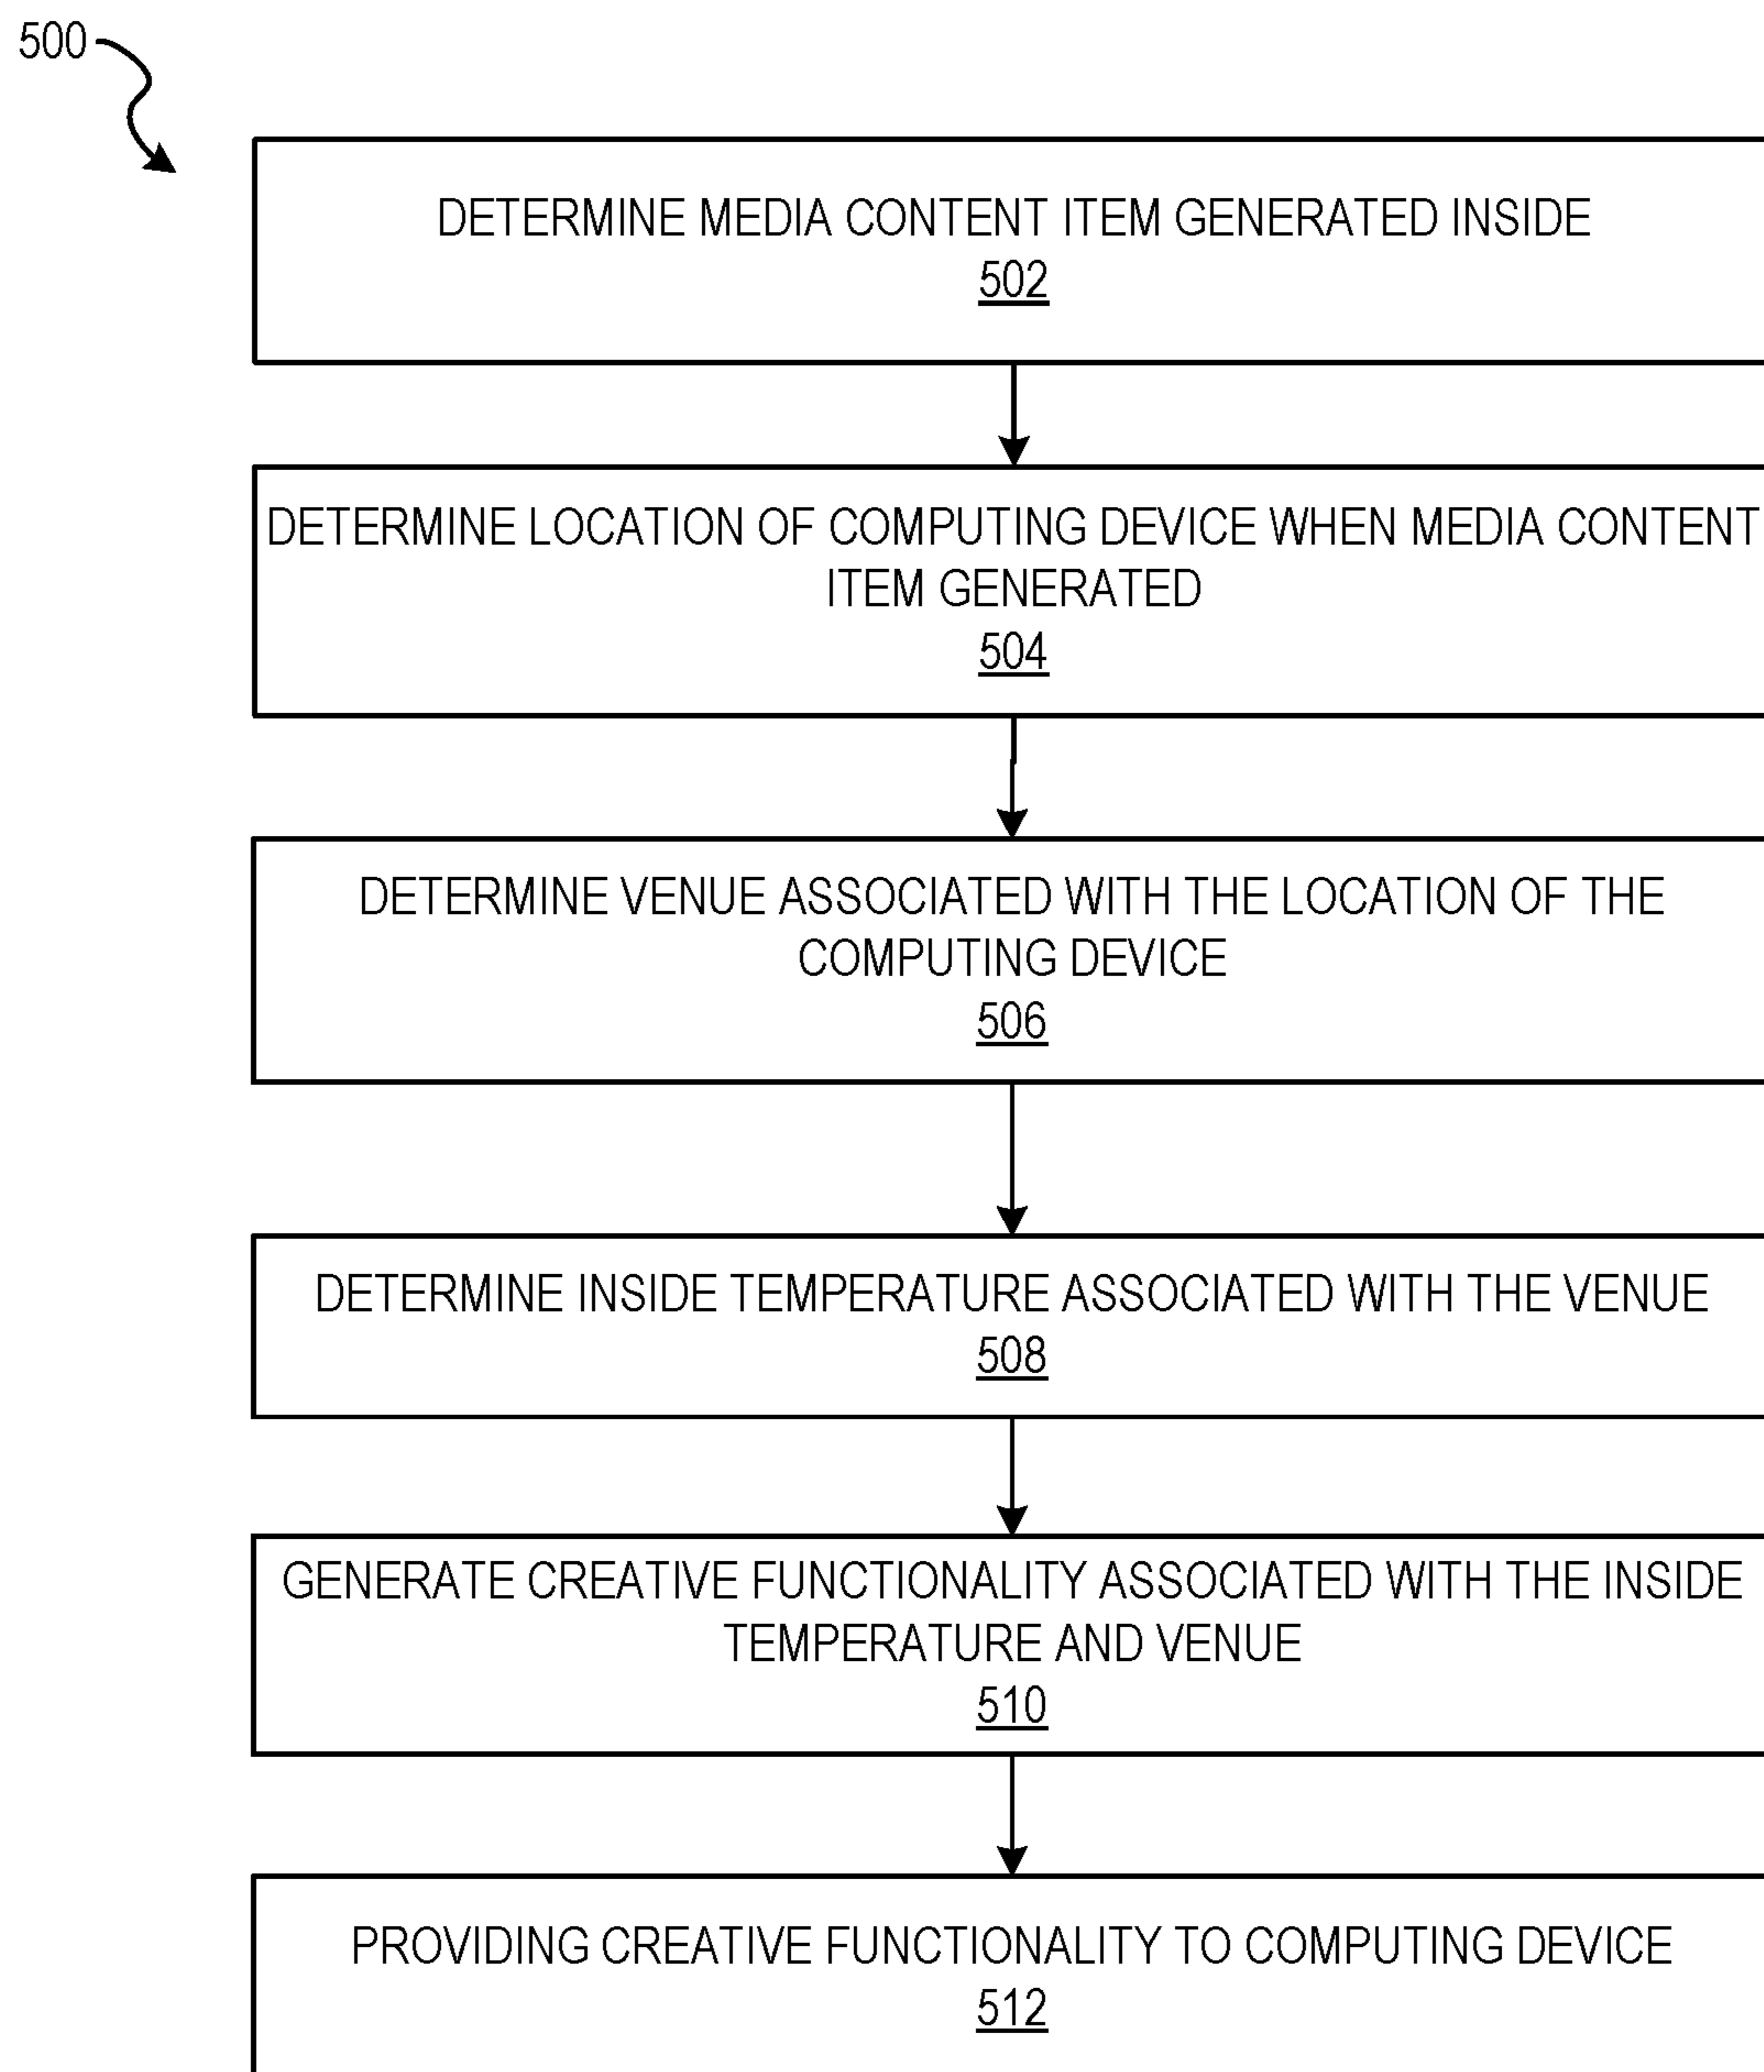 500
DETERMINE MEDIA CONTENT ITEM GENERATED INSIDE
502
DETERMINE LOCATION OF COMPUTING DEVICE WHEN MEDIA CONTENT
ITEM GENERATED
504
DETERMINE VENUE ASSOCIATED WITH THE LOCATION OF THE
COMPUTING DEVICE
506
DETERMINE INSIDE TEMPERATURE ASSOCIATED WITH THE VENUE
508
GENERATE CREATIVE FUNCTIONALITY ASSOCIATED WITH THE INSIDE
TEMPERATURE AND VENUE
510
PROVIDING CREATIVE FUNCTIONALITY TO COMPUTING DEVICE
512